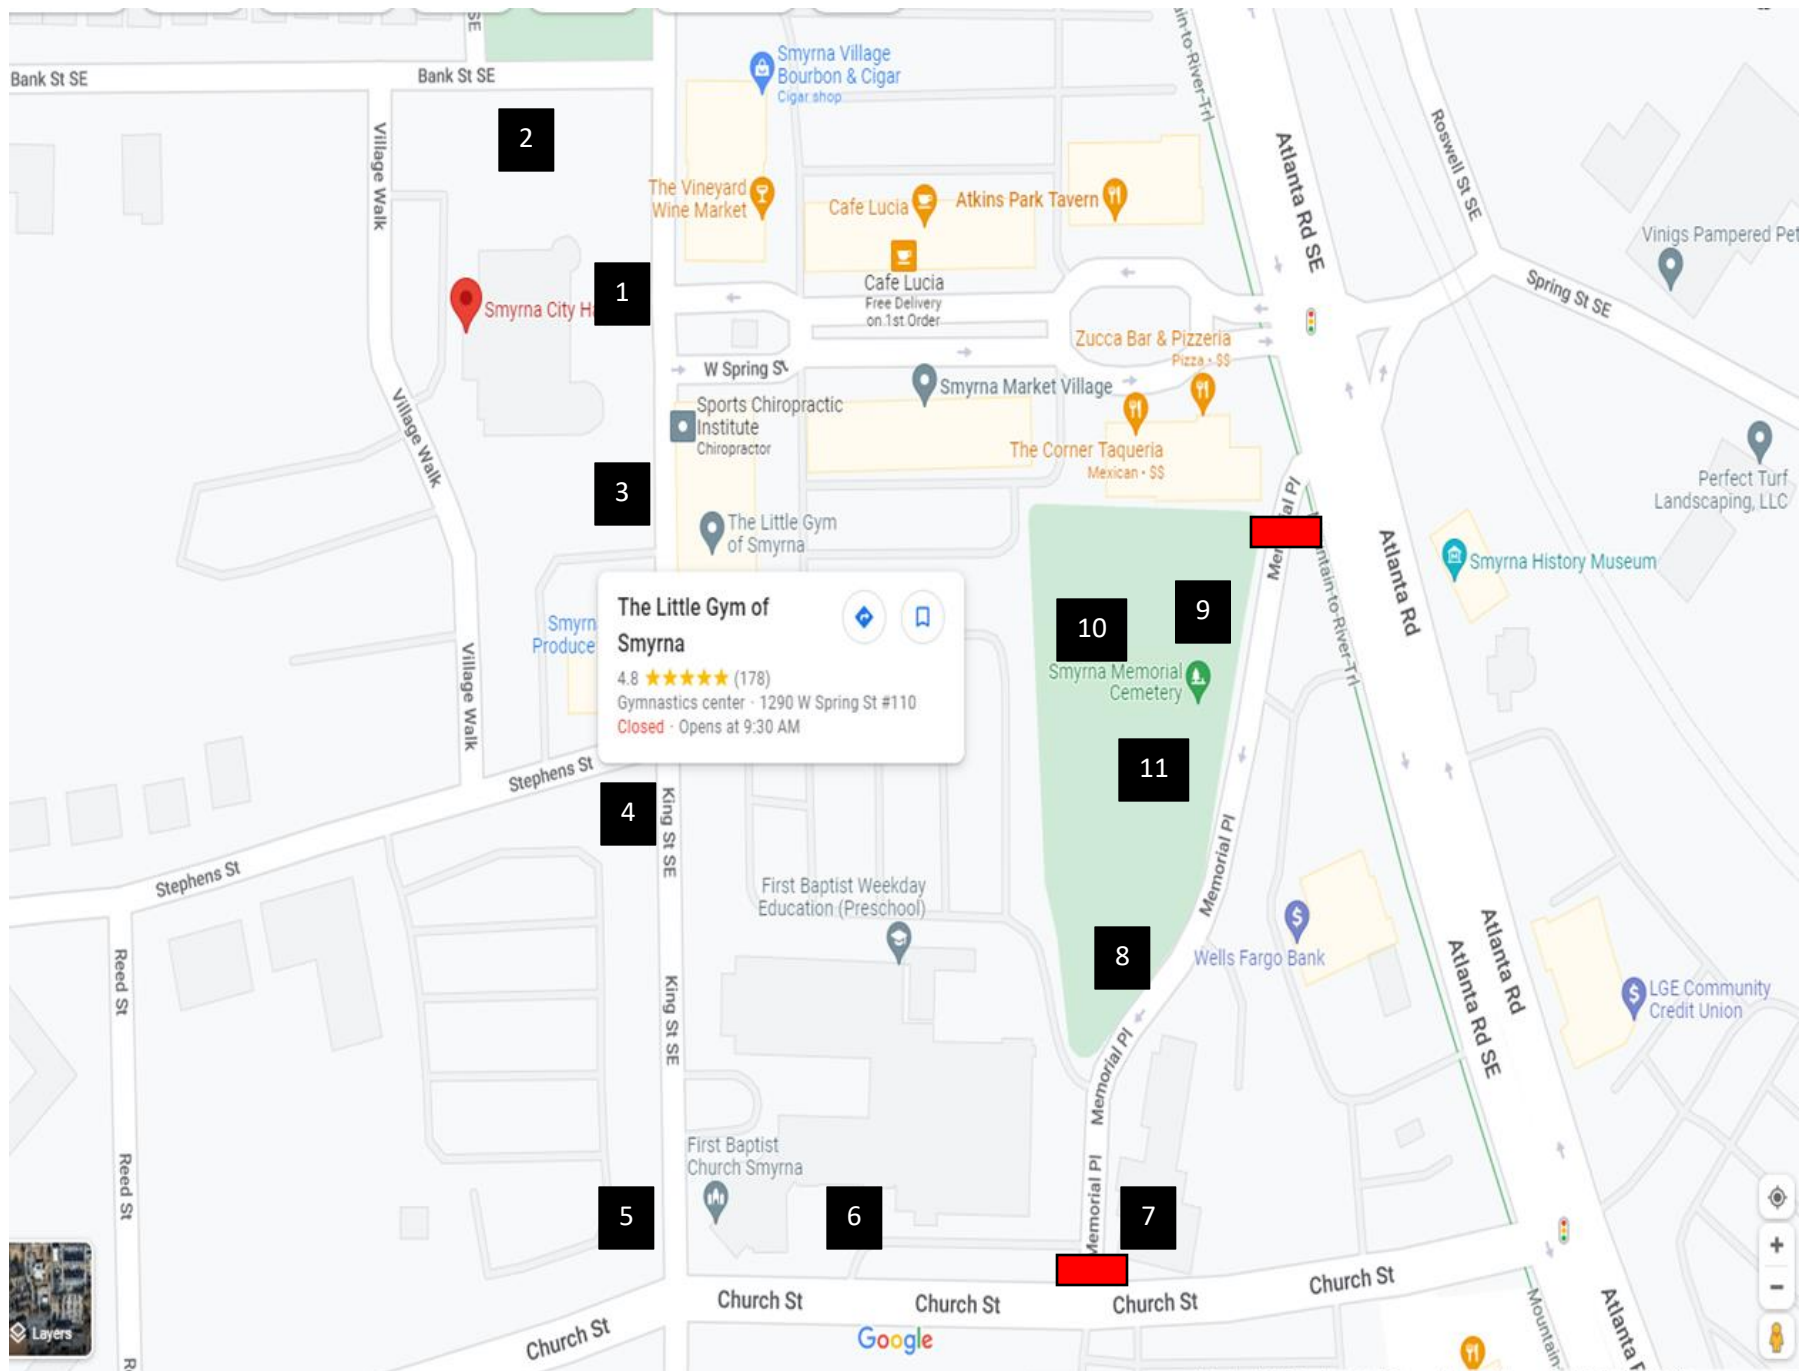 SE
Bank St SE
Bank St SE
Village Walk
Smyrna Village
Bourbon & Cigar
Cigar shop
The Vineyard
Wine Market
Cafe Lucia
Atkins Park Tavern
Cafe Lucia
Free Delivery
on 1st Order
Atlanta Rd SE
Roswell St SE
Vinigs Pampered Pet
Spring St SE
2
1
Smyrna City H
Zucca Bar & Pizzeria
Pizza · $$
W Spring St
Smyrna Market Village
Sports Chiropractic
Institute
Chiropractor
The Corner Taqueria
Mexican · $$
Village Walk
3
The Little Gym
of Smyrna
Perfect Turf
Landscaping, LLC
Atlanta Rd
Smyrna History Museum
Smyrn
Produce
The Little Gym of
Smyrna
4.8 (178)
Gymnastics center · 1290 W Spring St #110
Closed · Opens at 9:30 AM
10
9
Smyrna Memorial
Cemetery
11
Village Walk
Stephens St
4
King St SE
Stephens St
Memorial Pl
First Baptist Weekday
Education (Preschool)
8
Wells Fargo Bank
Atlanta Rd
Atlanta Rd SE
LGE Community
Credit Union
Reed St
King St SE
Memorial Pl
First Baptist
Church Smyrna
Reed St
5
6
Memorial Pl
7
Church St
Church St
Church St
Church St
Church St
Atlanta
Mountain-
Google
Layers